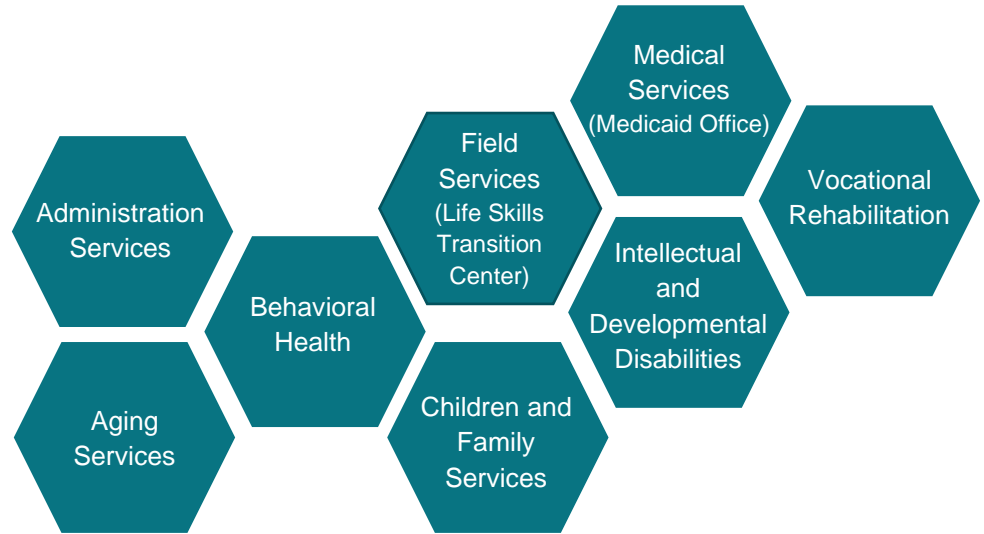 Administration
Services
Aging
Services
Behavioral
Health
Field
Services
(Life Skills
Transition
Center)
Children and
Family
Services
Medical
Services
(Medicaid Office)
Intellectual
and
Developmental
Disabilities
Vocational
Rehabilitation